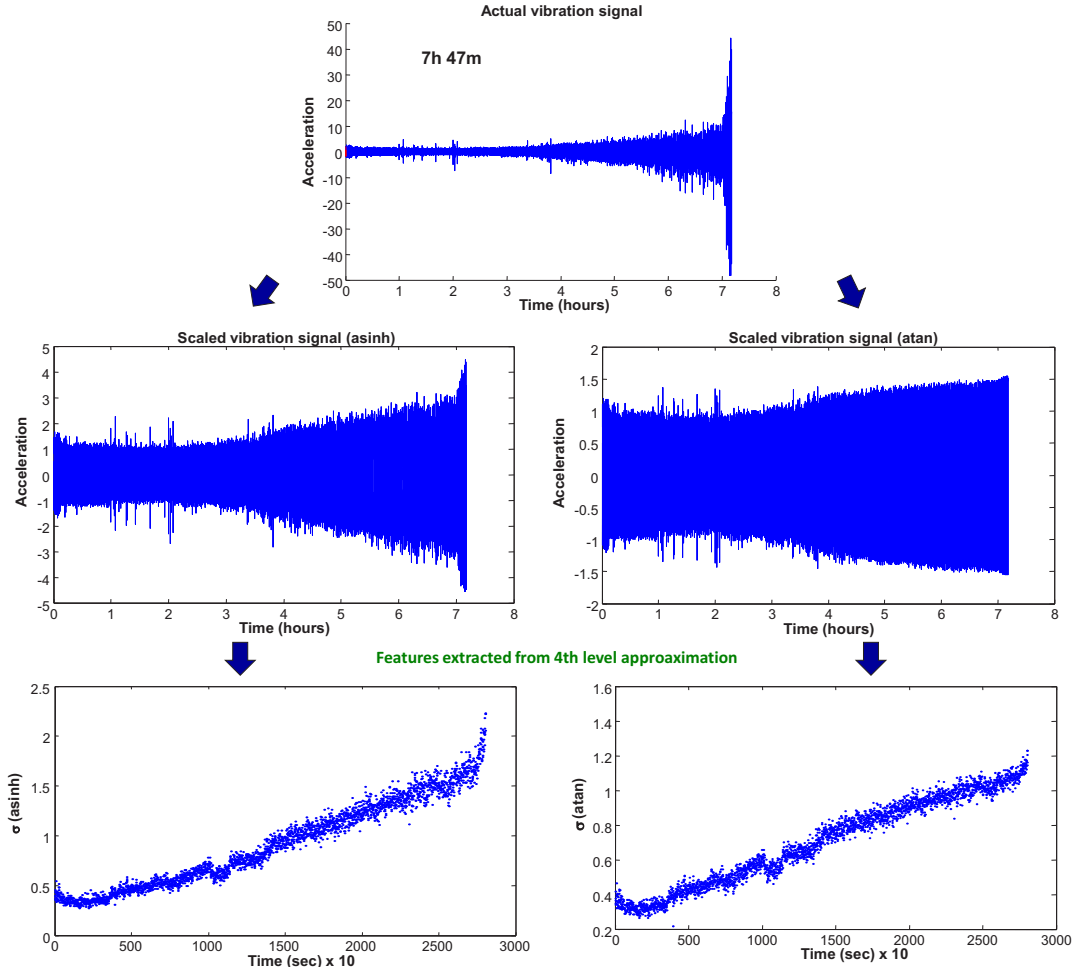 Actual vibration signal
50
40
30
20
10
0
-10
-20
-30
-40
-50
Acceleration
7h 47m
0 1 2 3 4 5 6 7 8
Time (hours)
Scaled vibration signal (asinh)
5
4
3
2
1
0
-1
-2
-3
-4
-5
Acceleration
0 1 2 3 4 5 6 7 8
Time (hours)
Scaled vibration signal (atan)
2
1.5
1
0.5
0
-0.5
-1
-1.5
-2
Acceleration
0 1 2 3 4 5 6 7 8
Time (hours)
Features extracted from 4th level approaximation
2.5
2
1.5
1
0.5
0
σ (asinh)
0 500 1000 1500 2000 2500 3000
Time (sec) x 10
1.6
1.4
1.2
1
0.8
0.6
0.4
0.2
σ (atan)
0 500 1000 1500 2000 2500 3000
Time (sec) x 10